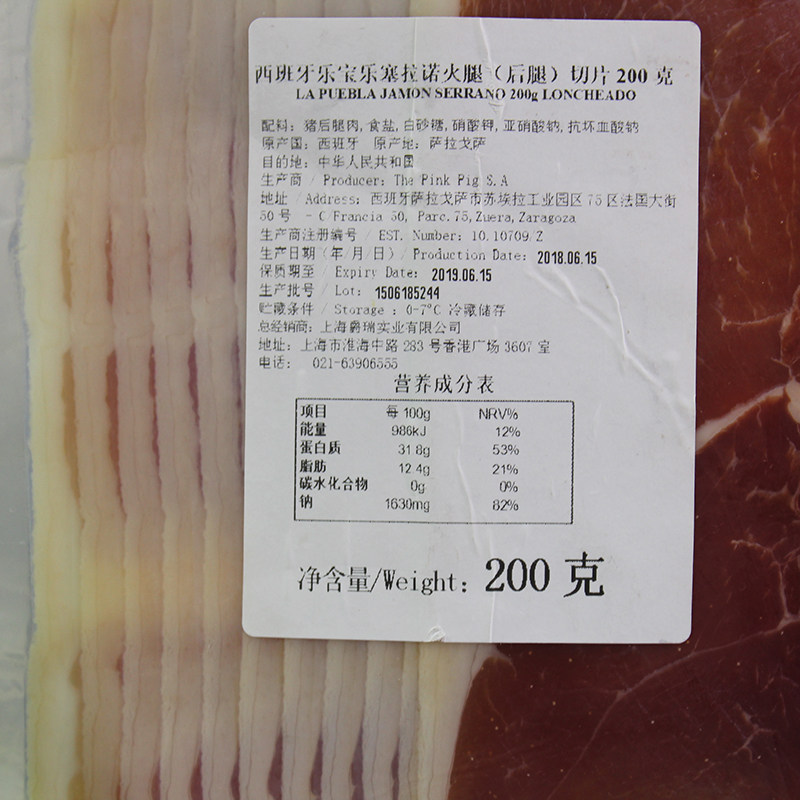 西班牙乐宝乐塞拉诺火腿（后腿）切片 200 克
LA PUEBLA JAMON SERRANO 200g LONCHEADO
配料：猪后腿肉,食盐,白砂糖,硝酸钾,亚硝酸钠,抗坏血酸钠
原产国：西班牙 原产地：萨拉戈萨
目的地：中华人民共和国
生产商 / Producer: The Pink Pig S.A
地址 / Address: 西班牙萨拉戈萨市苏埃拉工业园区 75 区法国大街
50 号 - C/Francia 50, Parc.75,Zuera,Zaragoza
生产商注册编号 / EST. Number: 10.10709/Z
生产日期（年/月/日）/ Production Date: 2018.06.15
保质期至 / Expiry Date: 2019.06.15
生产批号 / Lot: 1506185244
贮藏条件 / Storage : 0-7°C 冷藏储存
总经销商：上海爵瑞实业有限公司
地址：上海市淮海中路 283 号香港广场 3607 室
电话： 021-63906555
营养成分表
项目 每 100g NRV%
能量 986kJ 12%
蛋白质 31.8g 53%
脂肪 12.4g 21%
碳水化合物 0g 0%
钠 1630mg 82%
净含量/Weight: 200 克